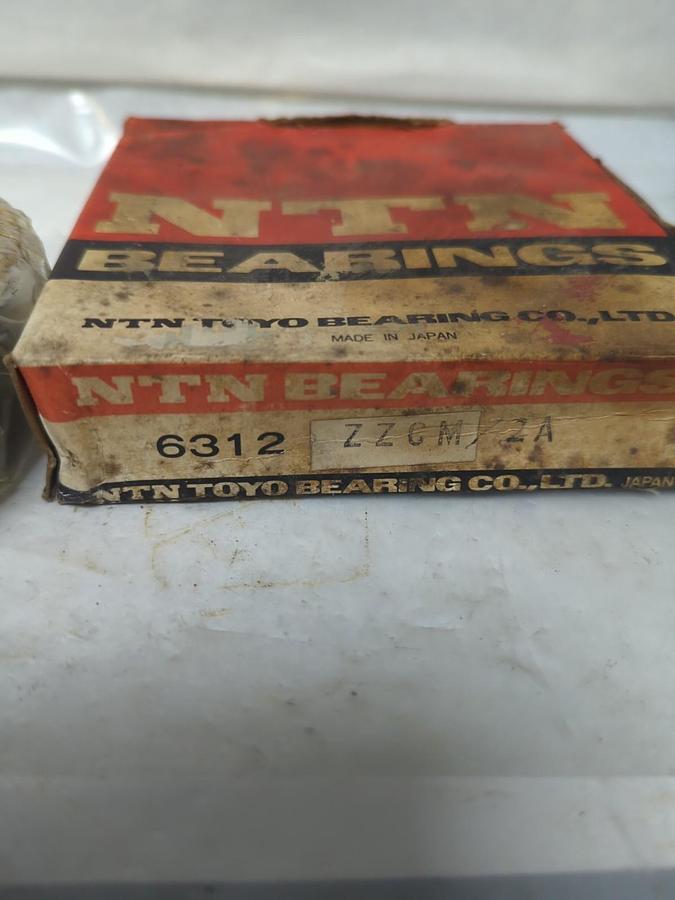 NTN
BEARINGS
NTN TOYO BEARING CO.,LTD
MADE IN JAPAN
NTN BEARINGS
6312 ZZCM/2A
NTN TOYO BEARING CO.,LTD. JAPAN